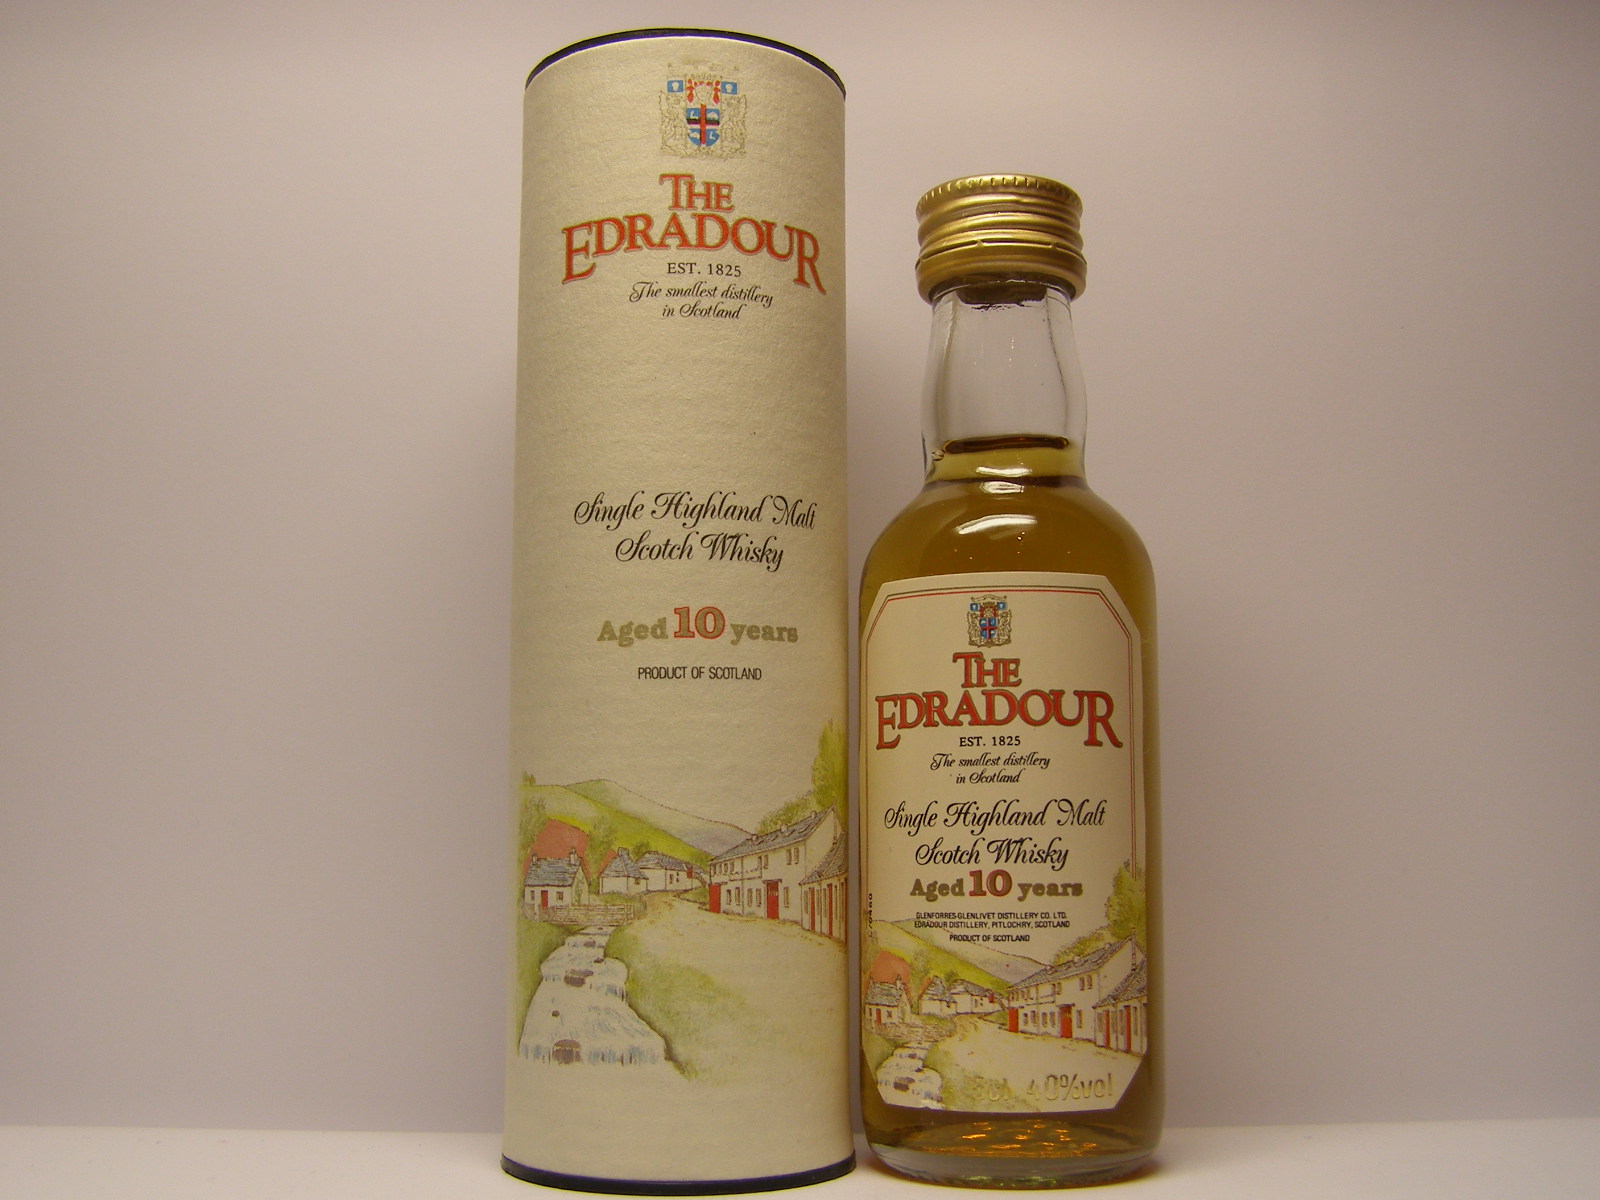 THE
EDRADOUR
EST. 1825
The smallest distillery
in Scotland
Single Highland Malt
Scotch Whisky
Aged 10 years
PRODUCT OF SCOTLAND
THE
EDRADOUR
EST. 1825
The smallest distillery
in Scotland
Single Highland Malt
Scotch Whisky
Aged 10 years
GLENFORRES-GLENLIVET DISTILLERY CO. LTD.
EDRADOUR DISTILLERY, PITLOCHRY, SCOTLAND
PRODUCT OF SCOTLAND
5cl 40%vol